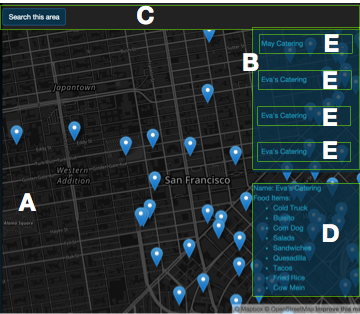 Search this area
C
May Catering
E
B
Eva's Catering
E
Japantown
Eva's Catering
E
Eva's Catering
E
Western
Addition
San Francisco
A
Name: Eva's Catering
Food Items:
Cold Truck
Burrito
Corn Dog
Salads
Sandwiches
Quesadilla
Tacos
Fried Rice
Cow Mein
D
Alamo Square
© Mapbox © OpenStreetMap Improve this m